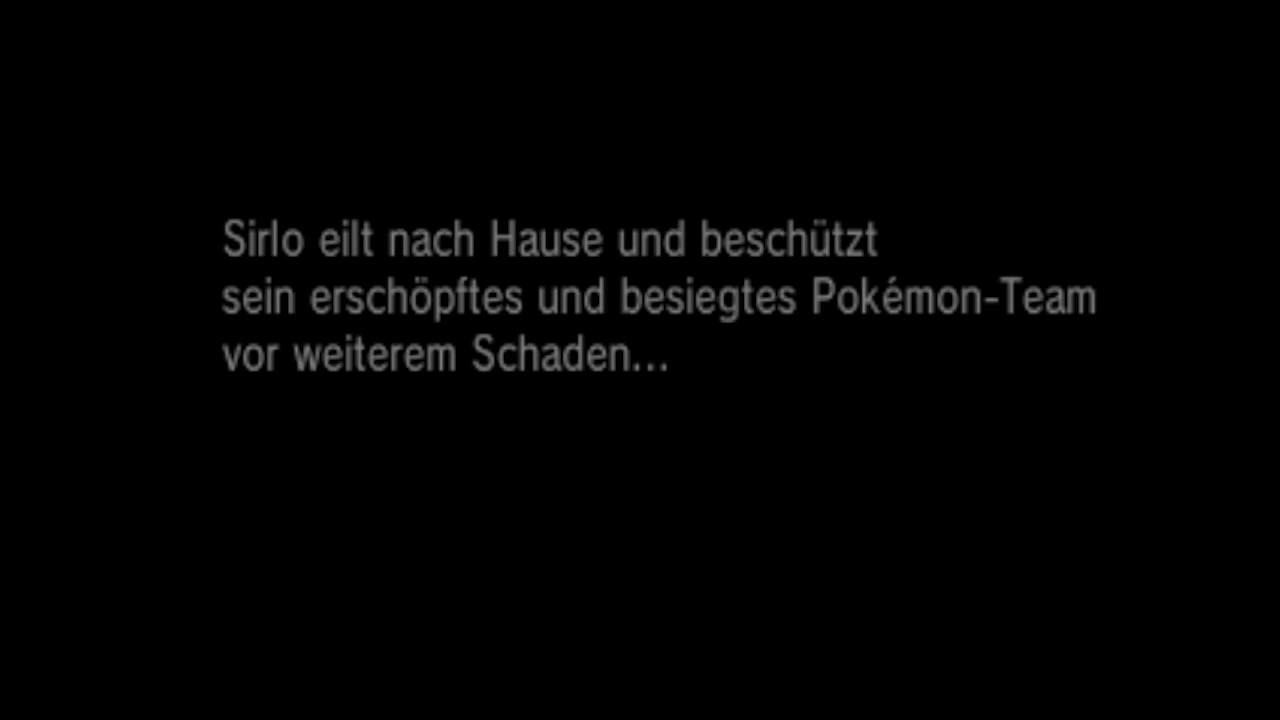 Sirlo eilt nach Hause und beschützt
sein erschöpftes und besiegtes Pokémon-Team
vor weiterem Schaden...